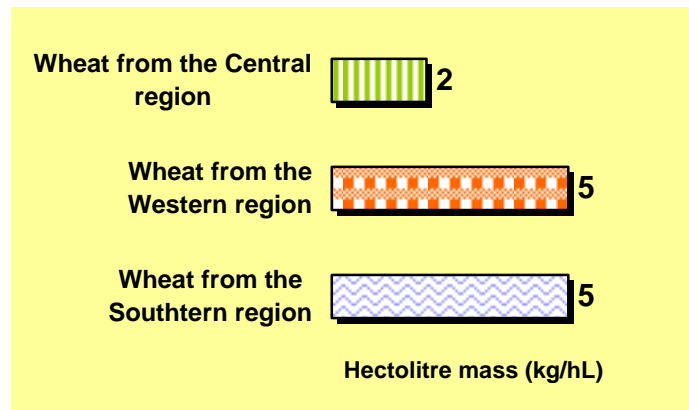 Wheat from the Central
region
2
Wheat from the
Western region
5
Wheat from the
Southtern region
5
Hectolitre mass (kg/hL)